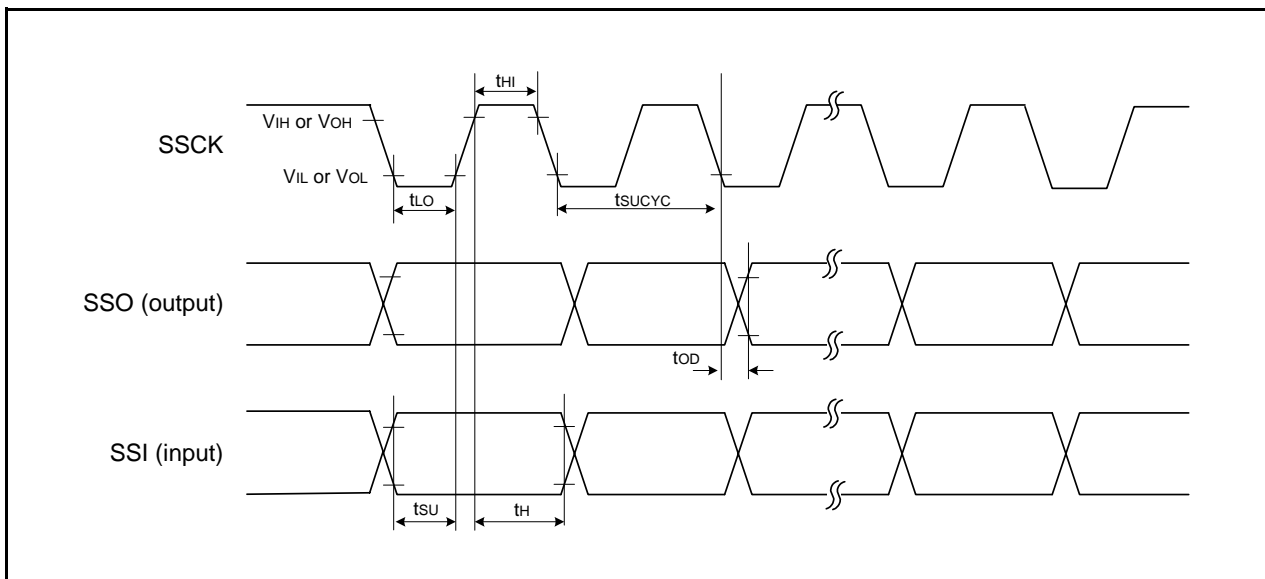 tHI
VIH or VOH
SSCK
VIL or VOL
tLO
tSUCYC
SSO (output)
tOD
SSI (input)
tSU
tH